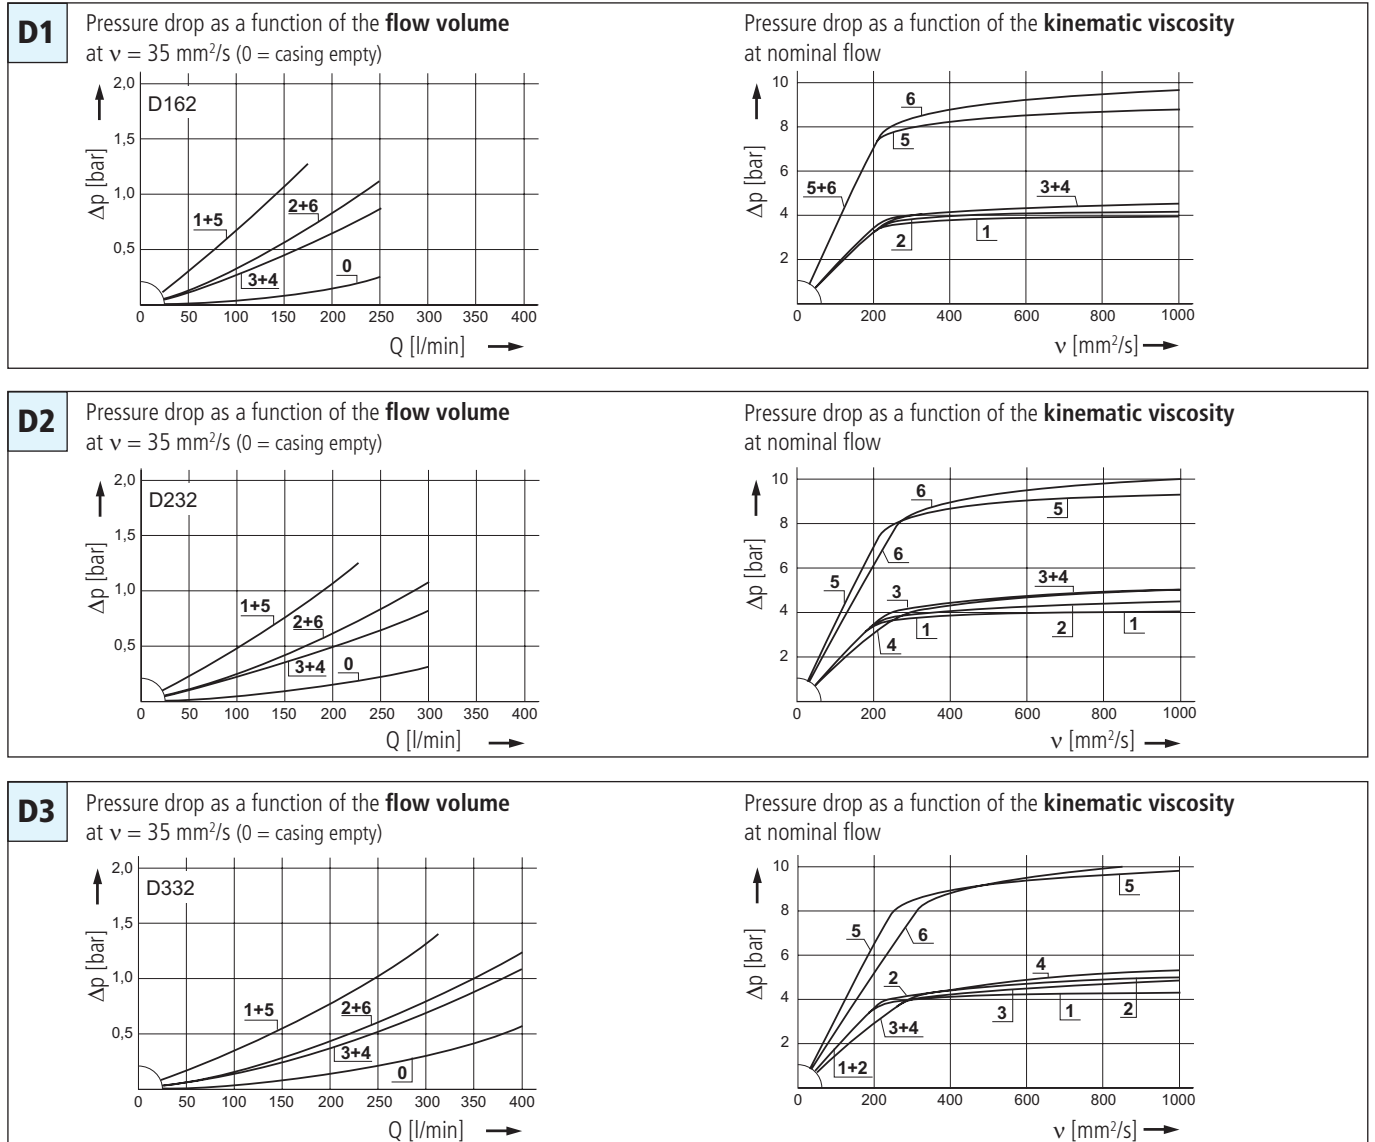 D1
Pressure drop as a function of the flow volume
at ν = 35 mm²/s (0 = casing empty)
2,0
1,5
1,0
0,5
Δp [bar]
D162
1+5
2+6
3+4
0
0 50 100 150 200 250 300 350 400
Q [l/min]
Pressure drop as a function of the kinematic viscosity
at nominal flow
10
8
6
4
2
Δp [bar]
6
5
5+6
3+4
2
1
0 200 400 600 800 1000
ν [mm²/s]
D2
Pressure drop as a function of the flow volume
at ν = 35 mm²/s (0 = casing empty)
2,0
1,5
1,0
0,5
Δp [bar]
D232
1+5
2+6
3+4
0
0 50 100 150 200 250 300 350 400
Q [l/min]
Pressure drop as a function of the kinematic viscosity
at nominal flow
10
8
6
4
2
Δp [bar]
6
5
6
5
3
3+4
4
1
2
1
0 200 400 600 800 1000
ν [mm²/s]
D3
Pressure drop as a function of the flow volume
at ν = 35 mm²/s (0 = casing empty)
2,0
1,5
1,0
0,5
Δp [bar]
D332
1+5
2+6
3+4
0
0 50 100 150 200 250 300 350 400
Q [l/min]
Pressure drop as a function of the kinematic viscosity
at nominal flow
10
8
6
4
2
Δp [bar]
5
5
6
4
2
3+4
3
1
2
1+2
0 200 400 600 800 1000
ν [mm²/s]